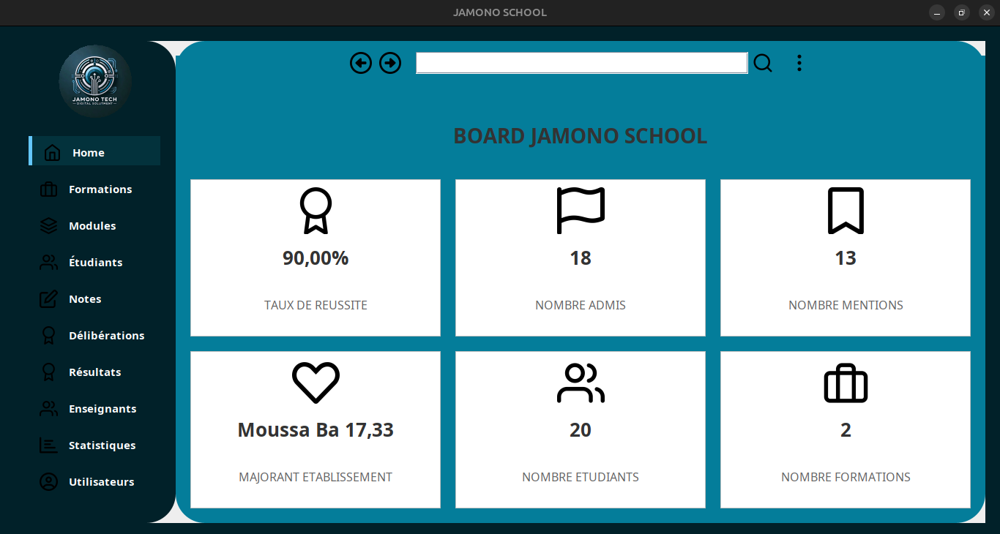 JAMONO SCHOOL
JAMONO TECH
Home
Formations
Modules
Étudiants
Notes
Délibérations
Résultats
Enseignants
Statistiques
Utilisateurs
BOARD JAMONO SCHOOL
90,00%
TAUX DE REUSSITE
18
NOMBRE ADMIS
13
NOMBRE MENTIONS
Moussa Ba 17,33
MAJORANT ETABLISSEMENT
20
NOMBRE ETUDIANTS
2
NOMBRE FORMATIONS